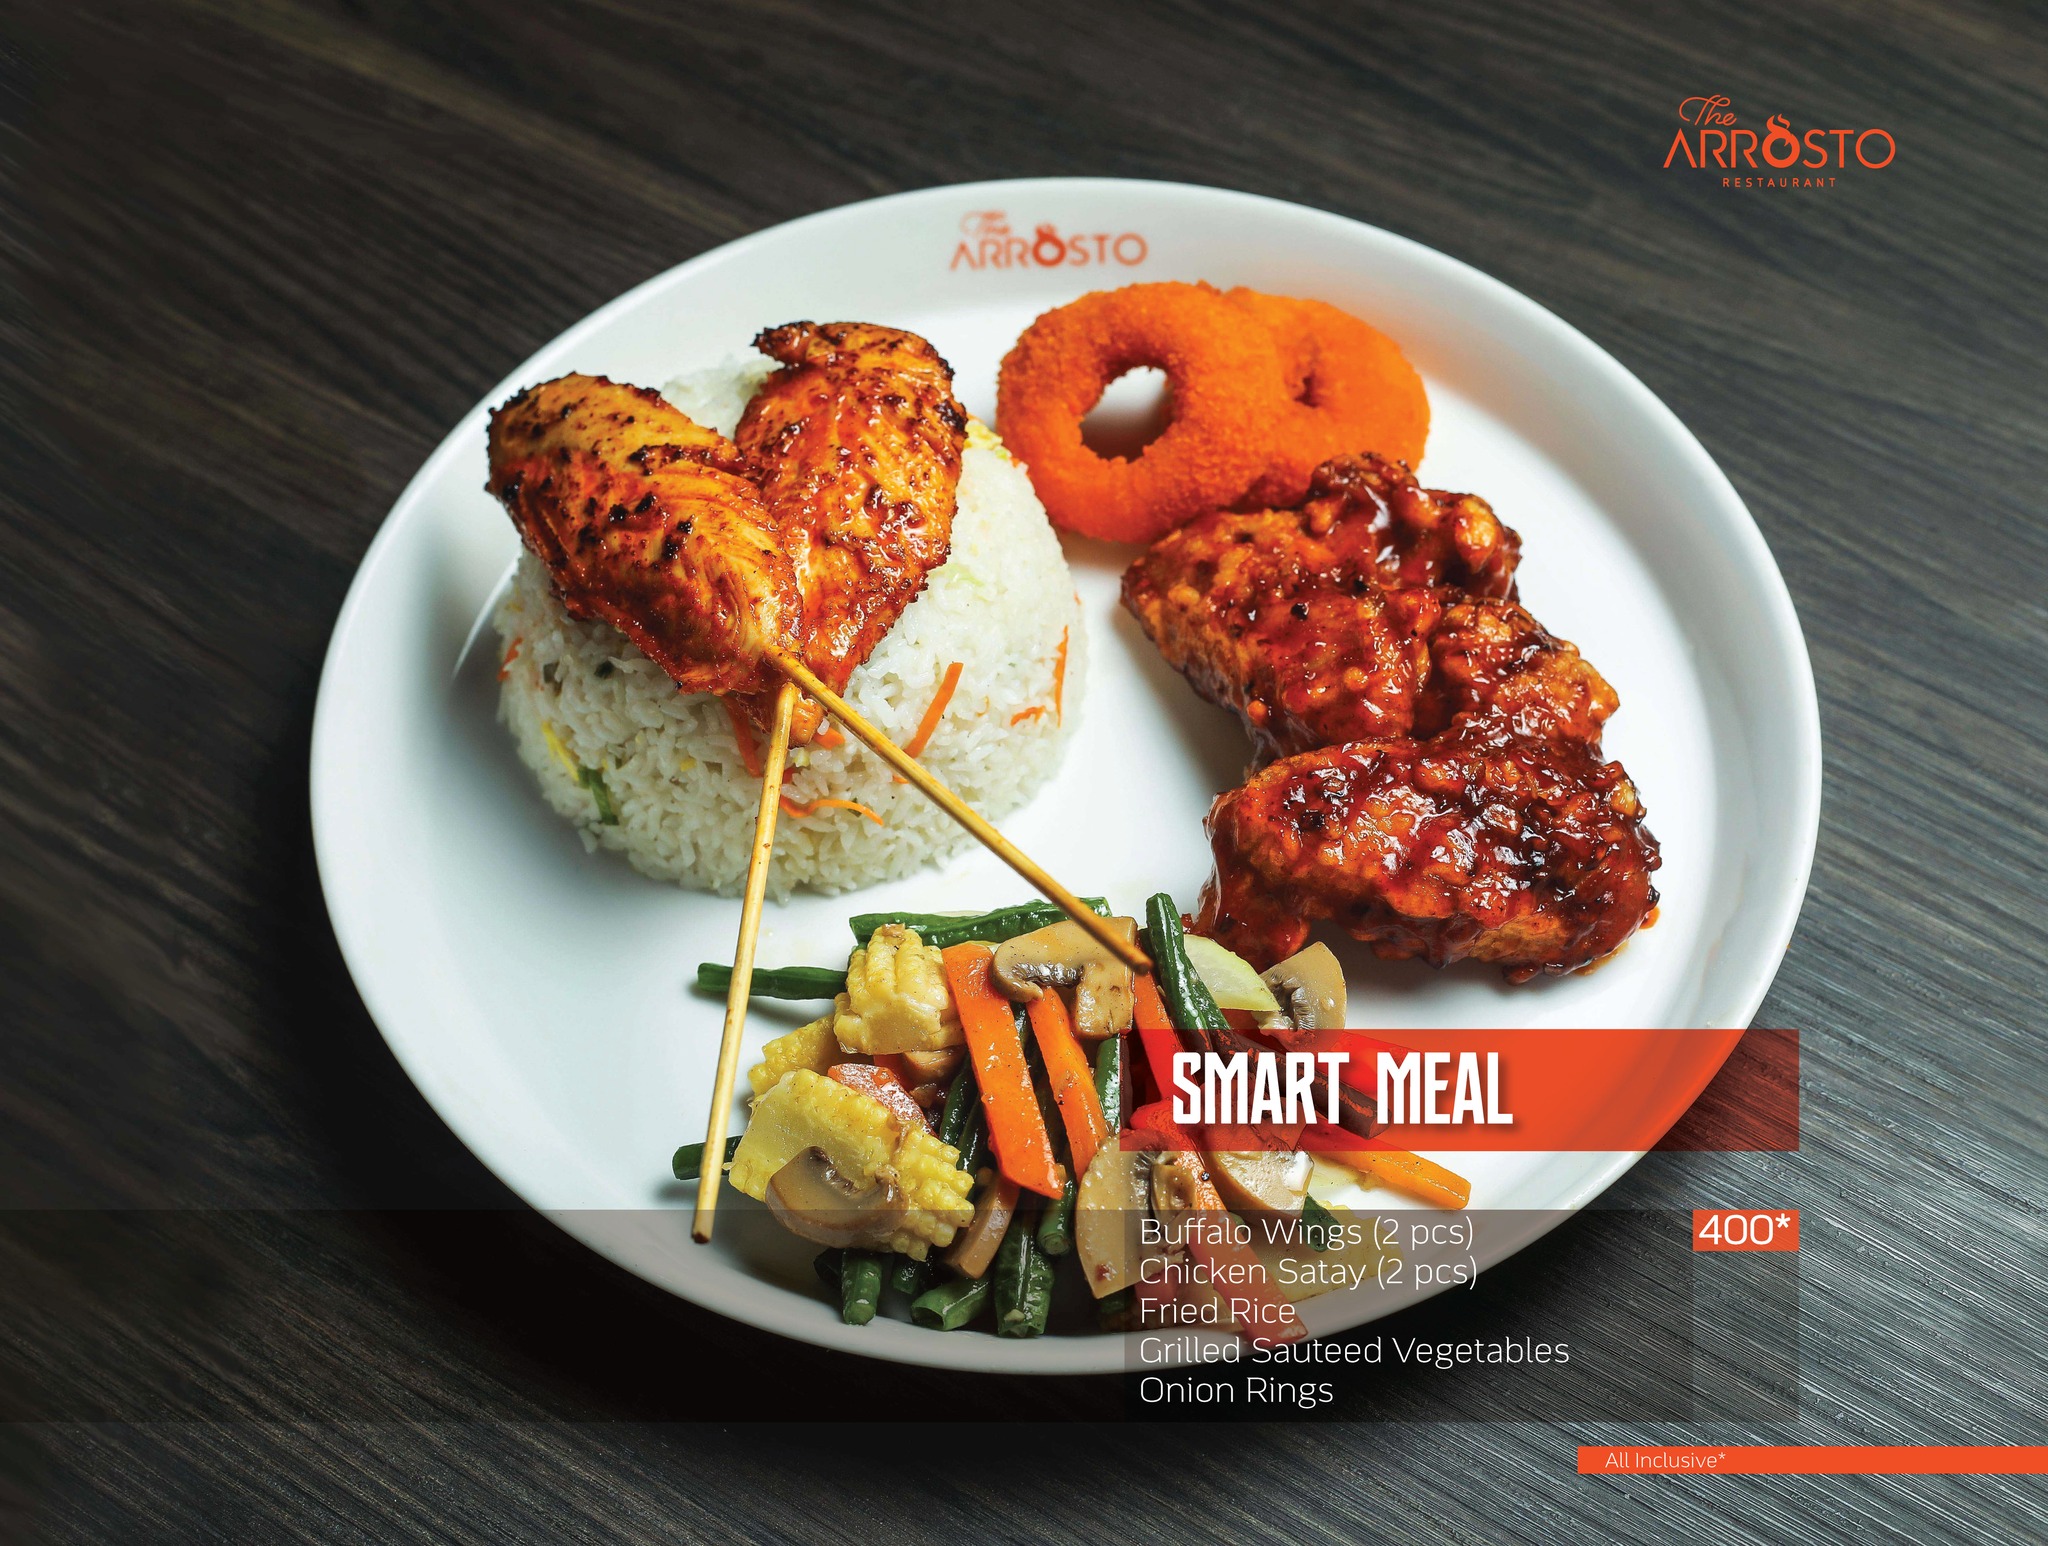 The
ARROSTO
RESTAURANT
The
ARROSTO
SMART MEAL
Buffalo Wings (2 pcs)
400*
Chicken Satay (2 pcs)
Fried Rice
Grilled Sauteed Vegetables
Onion Rings
All Inclusive*